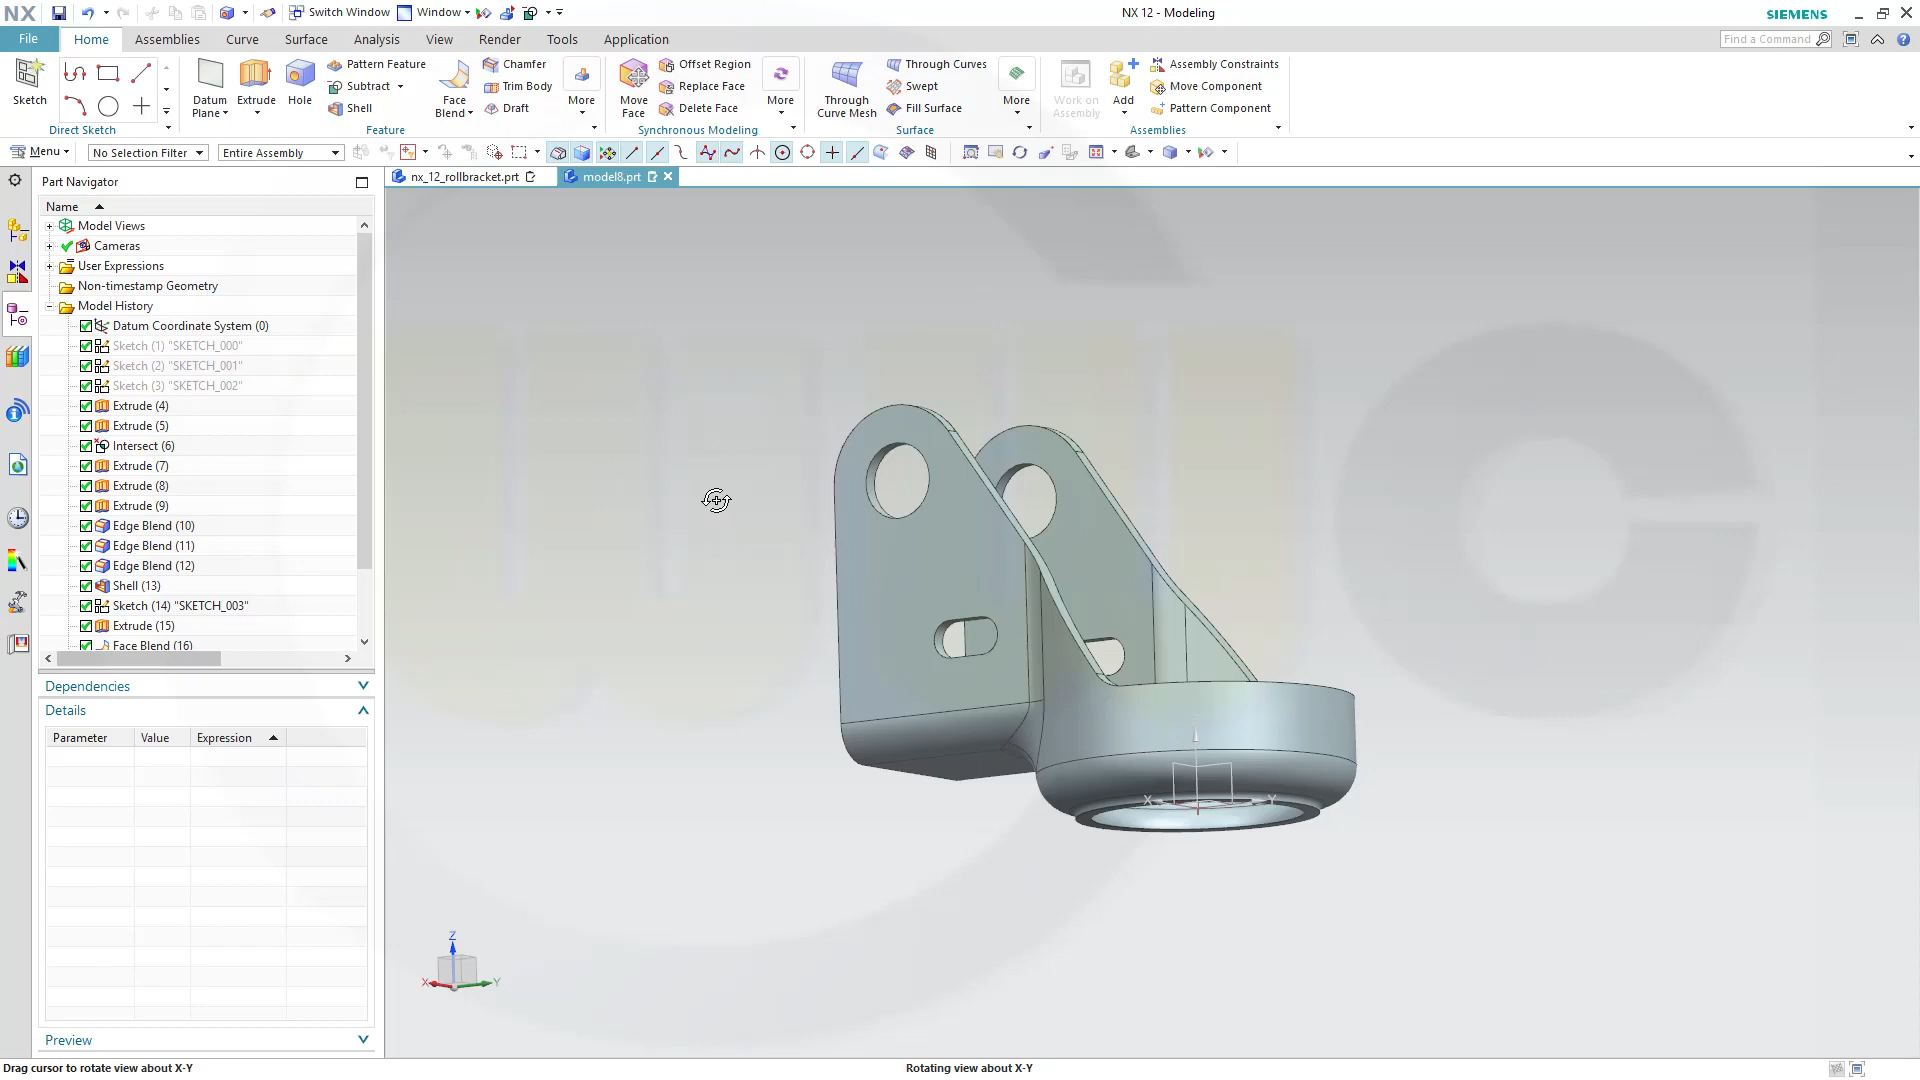 NX
Switch Window
Window
NX 12 - Modeling
SIEMENS
File
Home
Assemblies
Curve
Surface
Analysis
View
Render
Tools
Application
Find a Command
Sketch
Direct Sketch
Datum
Plane
Extrude
Hole
Pattern Feature
Subtract
Shell
Face
Blend
Chamfer
Trim Body
Draft
More
Feature
Move
Face
Offset Region
Replace Face
Delete Face
More
Synchronous Modeling
Through
Curve Mesh
Through Curves
Swept
Fill Surface
More
Surface
Work on
Assembly
Add
Assembly Constraints
Move Component
Pattern Component
Assemblies
Menu
No Selection Filter
Entire Assembly
Part Navigator
nx_12_rollbracket.prt
model8.prt
Name
Model Views
Cameras
User Expressions
Non-timestamp Geometry
Model History
Datum Coordinate System (0)
Sketch (1) "SKETCH_000"
Sketch (2) "SKETCH_001"
Sketch (3) "SKETCH_002"
Extrude (4)
Extrude (5)
Intersect (6)
Extrude (7)
Extrude (8)
Extrude (9)
Edge Blend (10)
Edge Blend (11)
Edge Blend (12)
Shell (13)
Sketch (14) "SKETCH_003"
Extrude (15)
Face Blend (16)
Dependencies
Details
Parameter
Value
Expression
Preview
X
Y
Z
X
Y
Drag cursor to rotate view about X-Y
Rotating view about X-Y